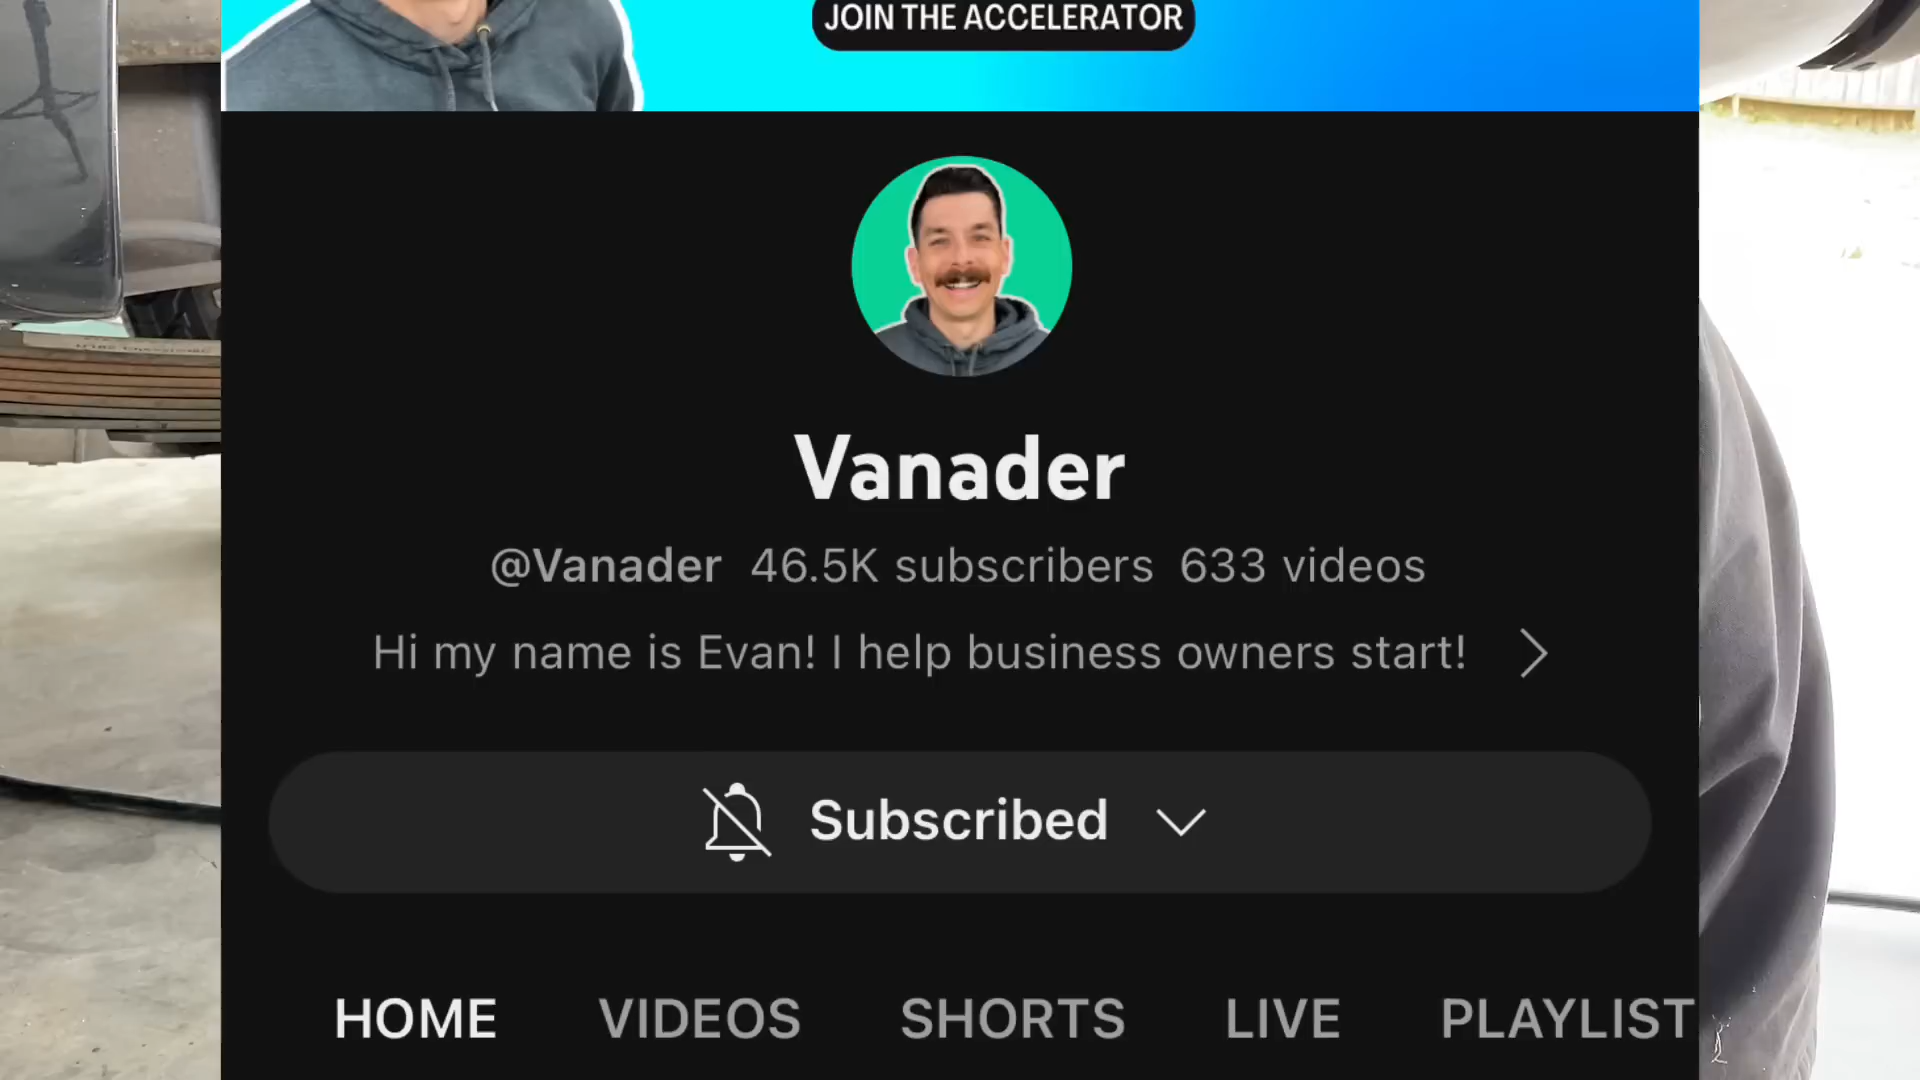 JOIN THE ACCELERATOR
Vanader
@Vanader 46.5K subscribers 633 videos
Hi my name is Evan! I help business owners start!
Subscribed
HOME VIDEOS SHORTS LIVE PLAYLIST